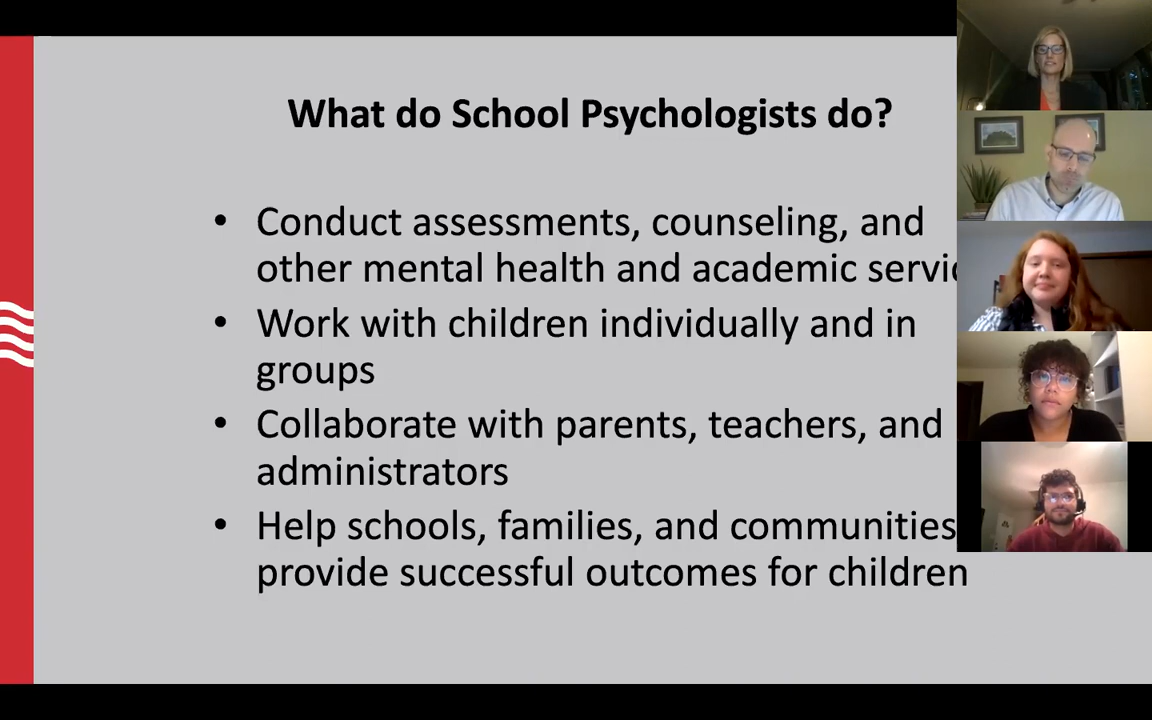 What do School Psychologists do?
• Conduct assessments, counseling, and
other mental health and academic
• Work with children individually and in
groups
• Collaborate with parents, teachers, and
administrators
• Help schools, families, and communities
provide successful outcomes for children